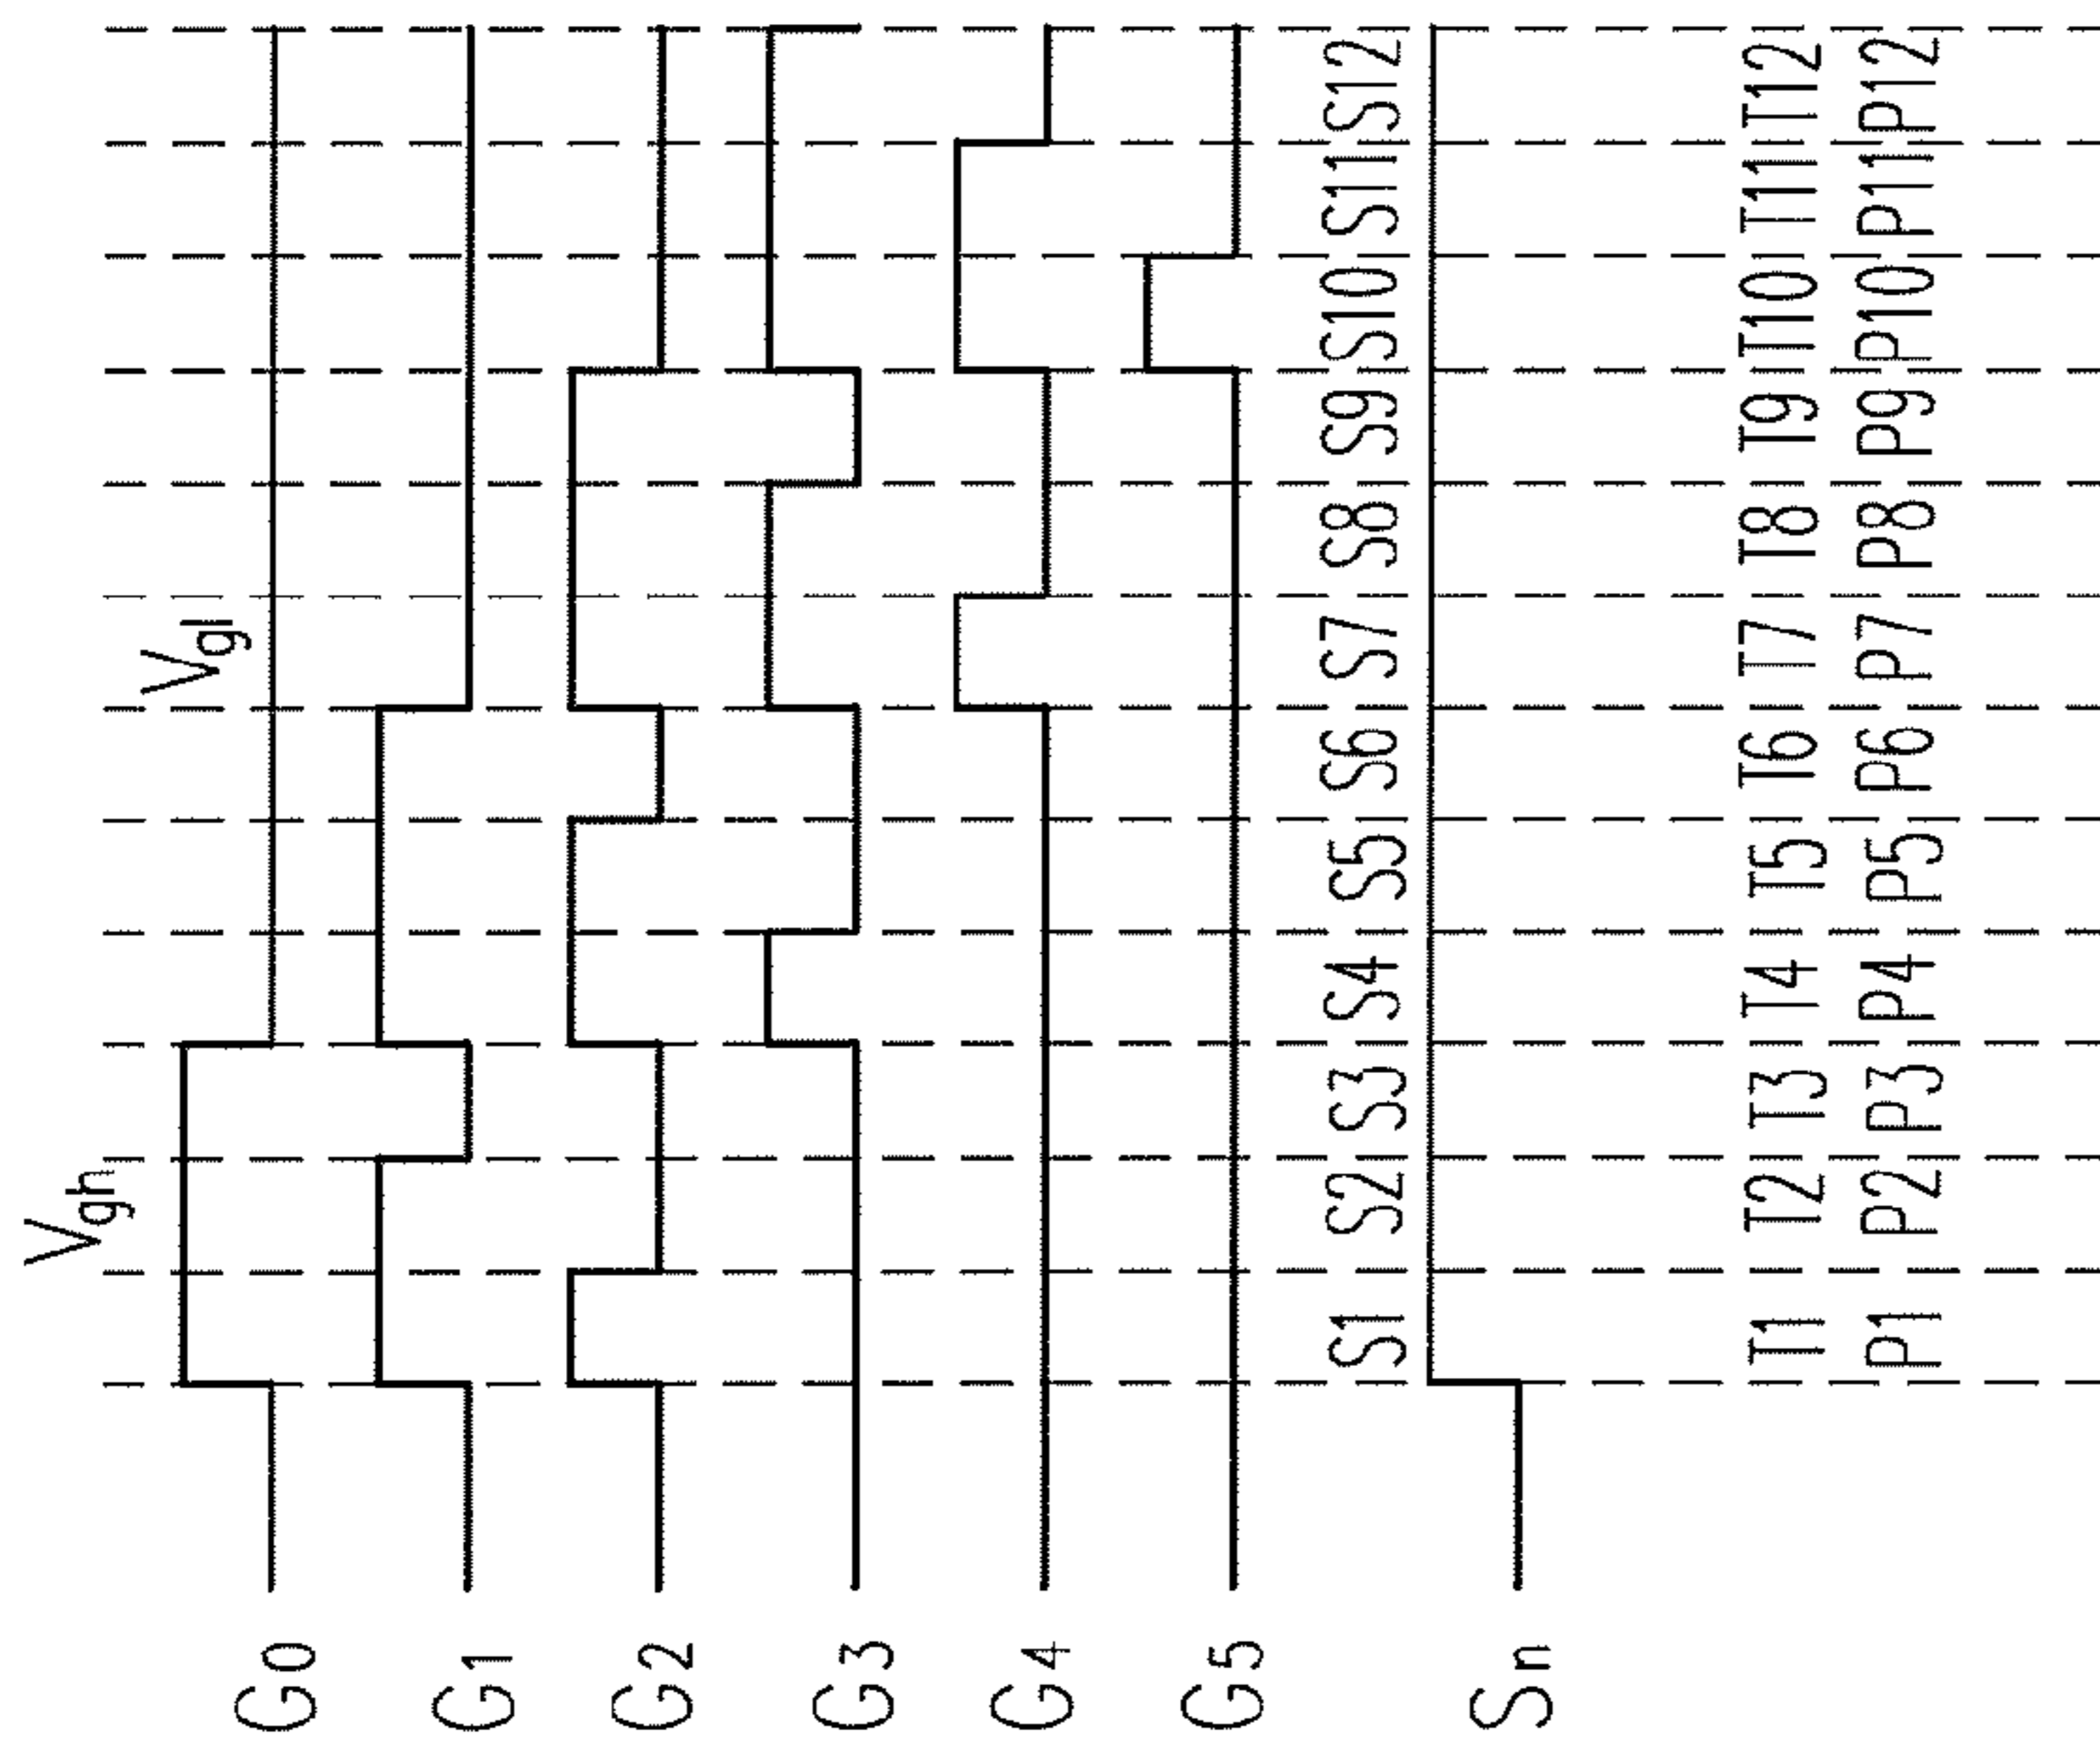 Vgh Vgl
G0
G1
G2
G3
G4
G5
S1 S2 S3 S4 S5 S6 S7 S8 S9 S10 S11 S12
Sn
T1 T2 T3 T4 T5 T6 T7 T8 T9 T10 T11 T12
P1 P2 P3 P4 P5 P6 P7 P8 P9 P10 P11 P12